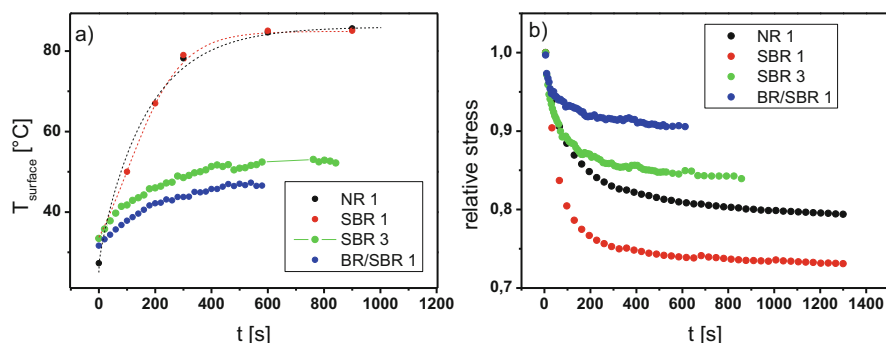 a)
80
60
40
T surface [°C]
0
200
400
600
800
1000
1200
t [s]
NR 1
SBR 1
SBR 3
BR/SBR 1
b)
1,0
0,9
0,8
0,7
relative stress
0
200
400
600
800
1000
1200
1400
t [s]
NR 1
SBR 1
SBR 3
BR/SBR 1